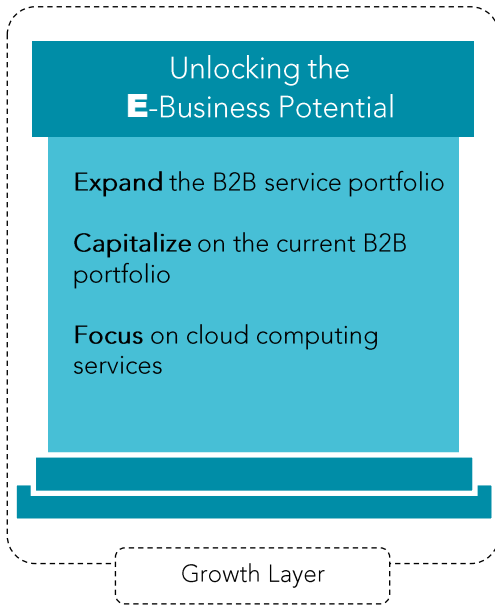 Unlocking the
E-Business Potential
Expand the B2B service portfolio
Capitalize on the current B2B
portfolio
Focus on cloud computing
services
Growth Layer